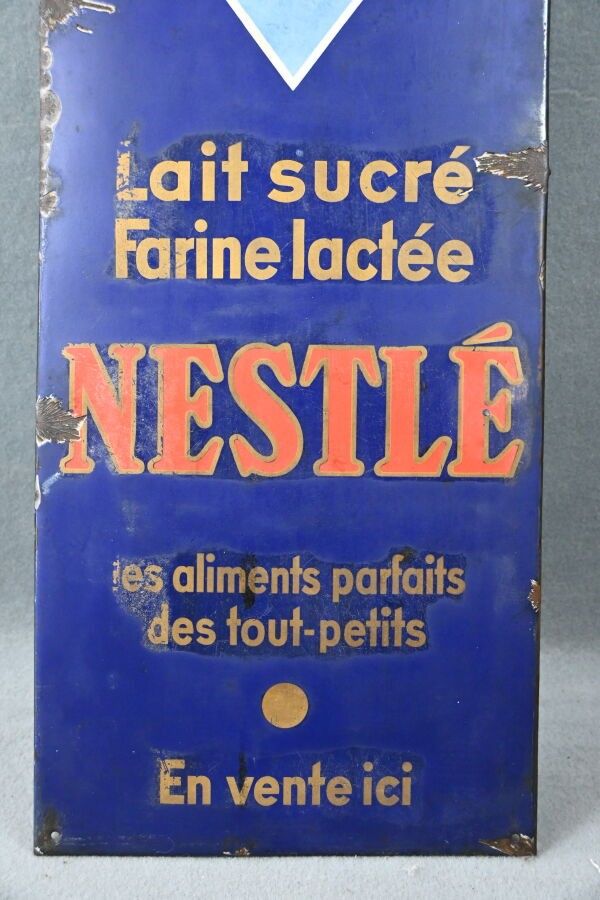 Lait sucré
Farine lactée
NESTLÉ
Les aliments parfaits
des tout-petits
En vente ici